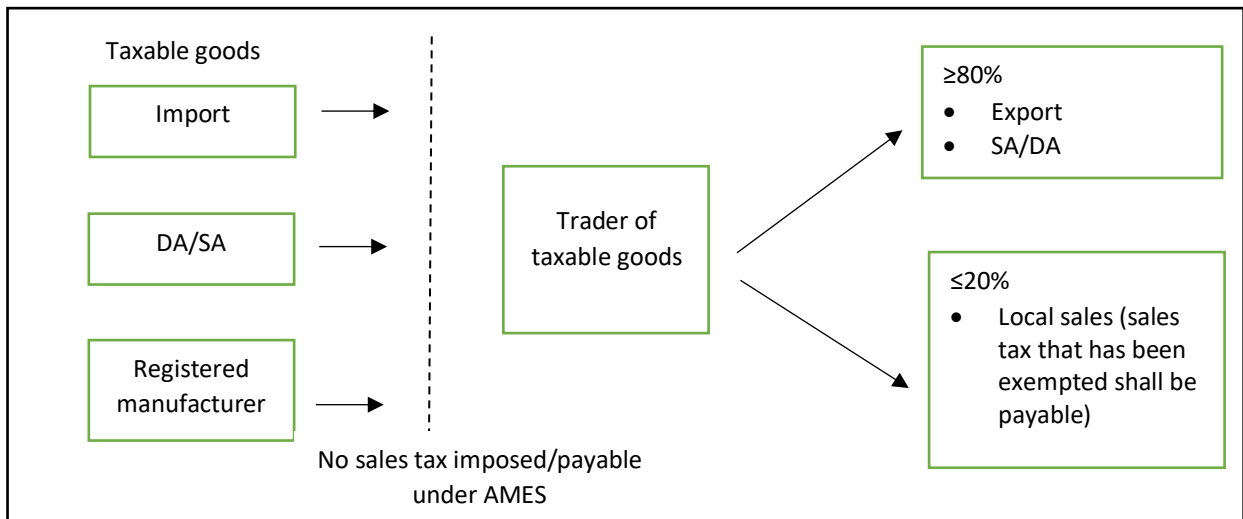 Taxable goods
Import
DA/SA
Registered
manufacturer
No sales tax imposed/payable
under AMES
Trader of
taxable goods
≥80%
• Export
• SA/DA
≤20%
• Local sales (sales
tax that has been
exempted shall be
payable)